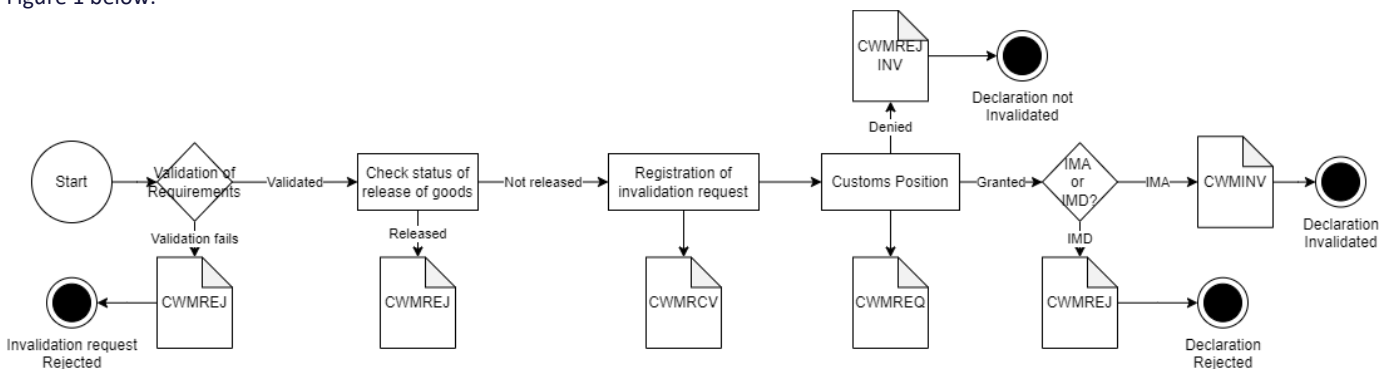 Figure 1 below:
CWMREJ
INV
Declaration not
Invalidated
Denied
Start
Validation of
Requirements
Validated
Check status of
release of goods
Not released
Registration of
invalidation request
Customs Position
Granted
IMA
or
IMD?
IMA
CWMINV
Declaration
Invalidated
Validation fails
Released
IMD
CWMREJ
CWMREJ
CWMRCV
CWMREQ
CWMREJ
Invalidation request
Rejected
Declaration
Rejected